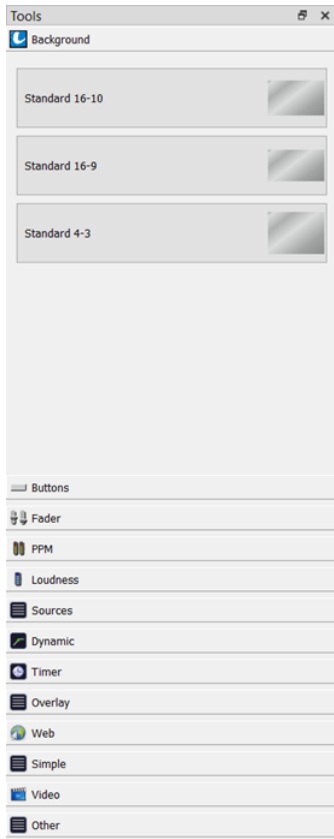 Tools
Background
Standard 16-10
Standard 16-9
Standard 4-3
Buttons
Fader
PPM
Loudness
Sources
Dynamic
Timer
Overlay
Web
Simple
Video
Other